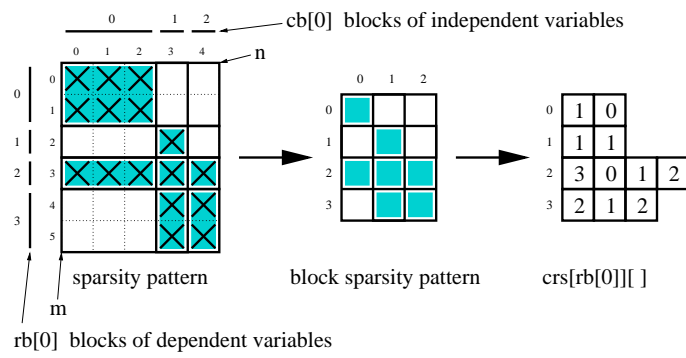 0 1 2 cb[0] blocks of independent variables
0 1 2 3 4 n
0 1 2
0 0
1
0 1 0
0
1 2
1 1 1
1
2 3
2 3 0 1 2
2
3 2 1 2
3 4
5
3
sparsity pattern block sparsity pattern crs[rb[0]][ ]
m
rb[0] blocks of dependent variables